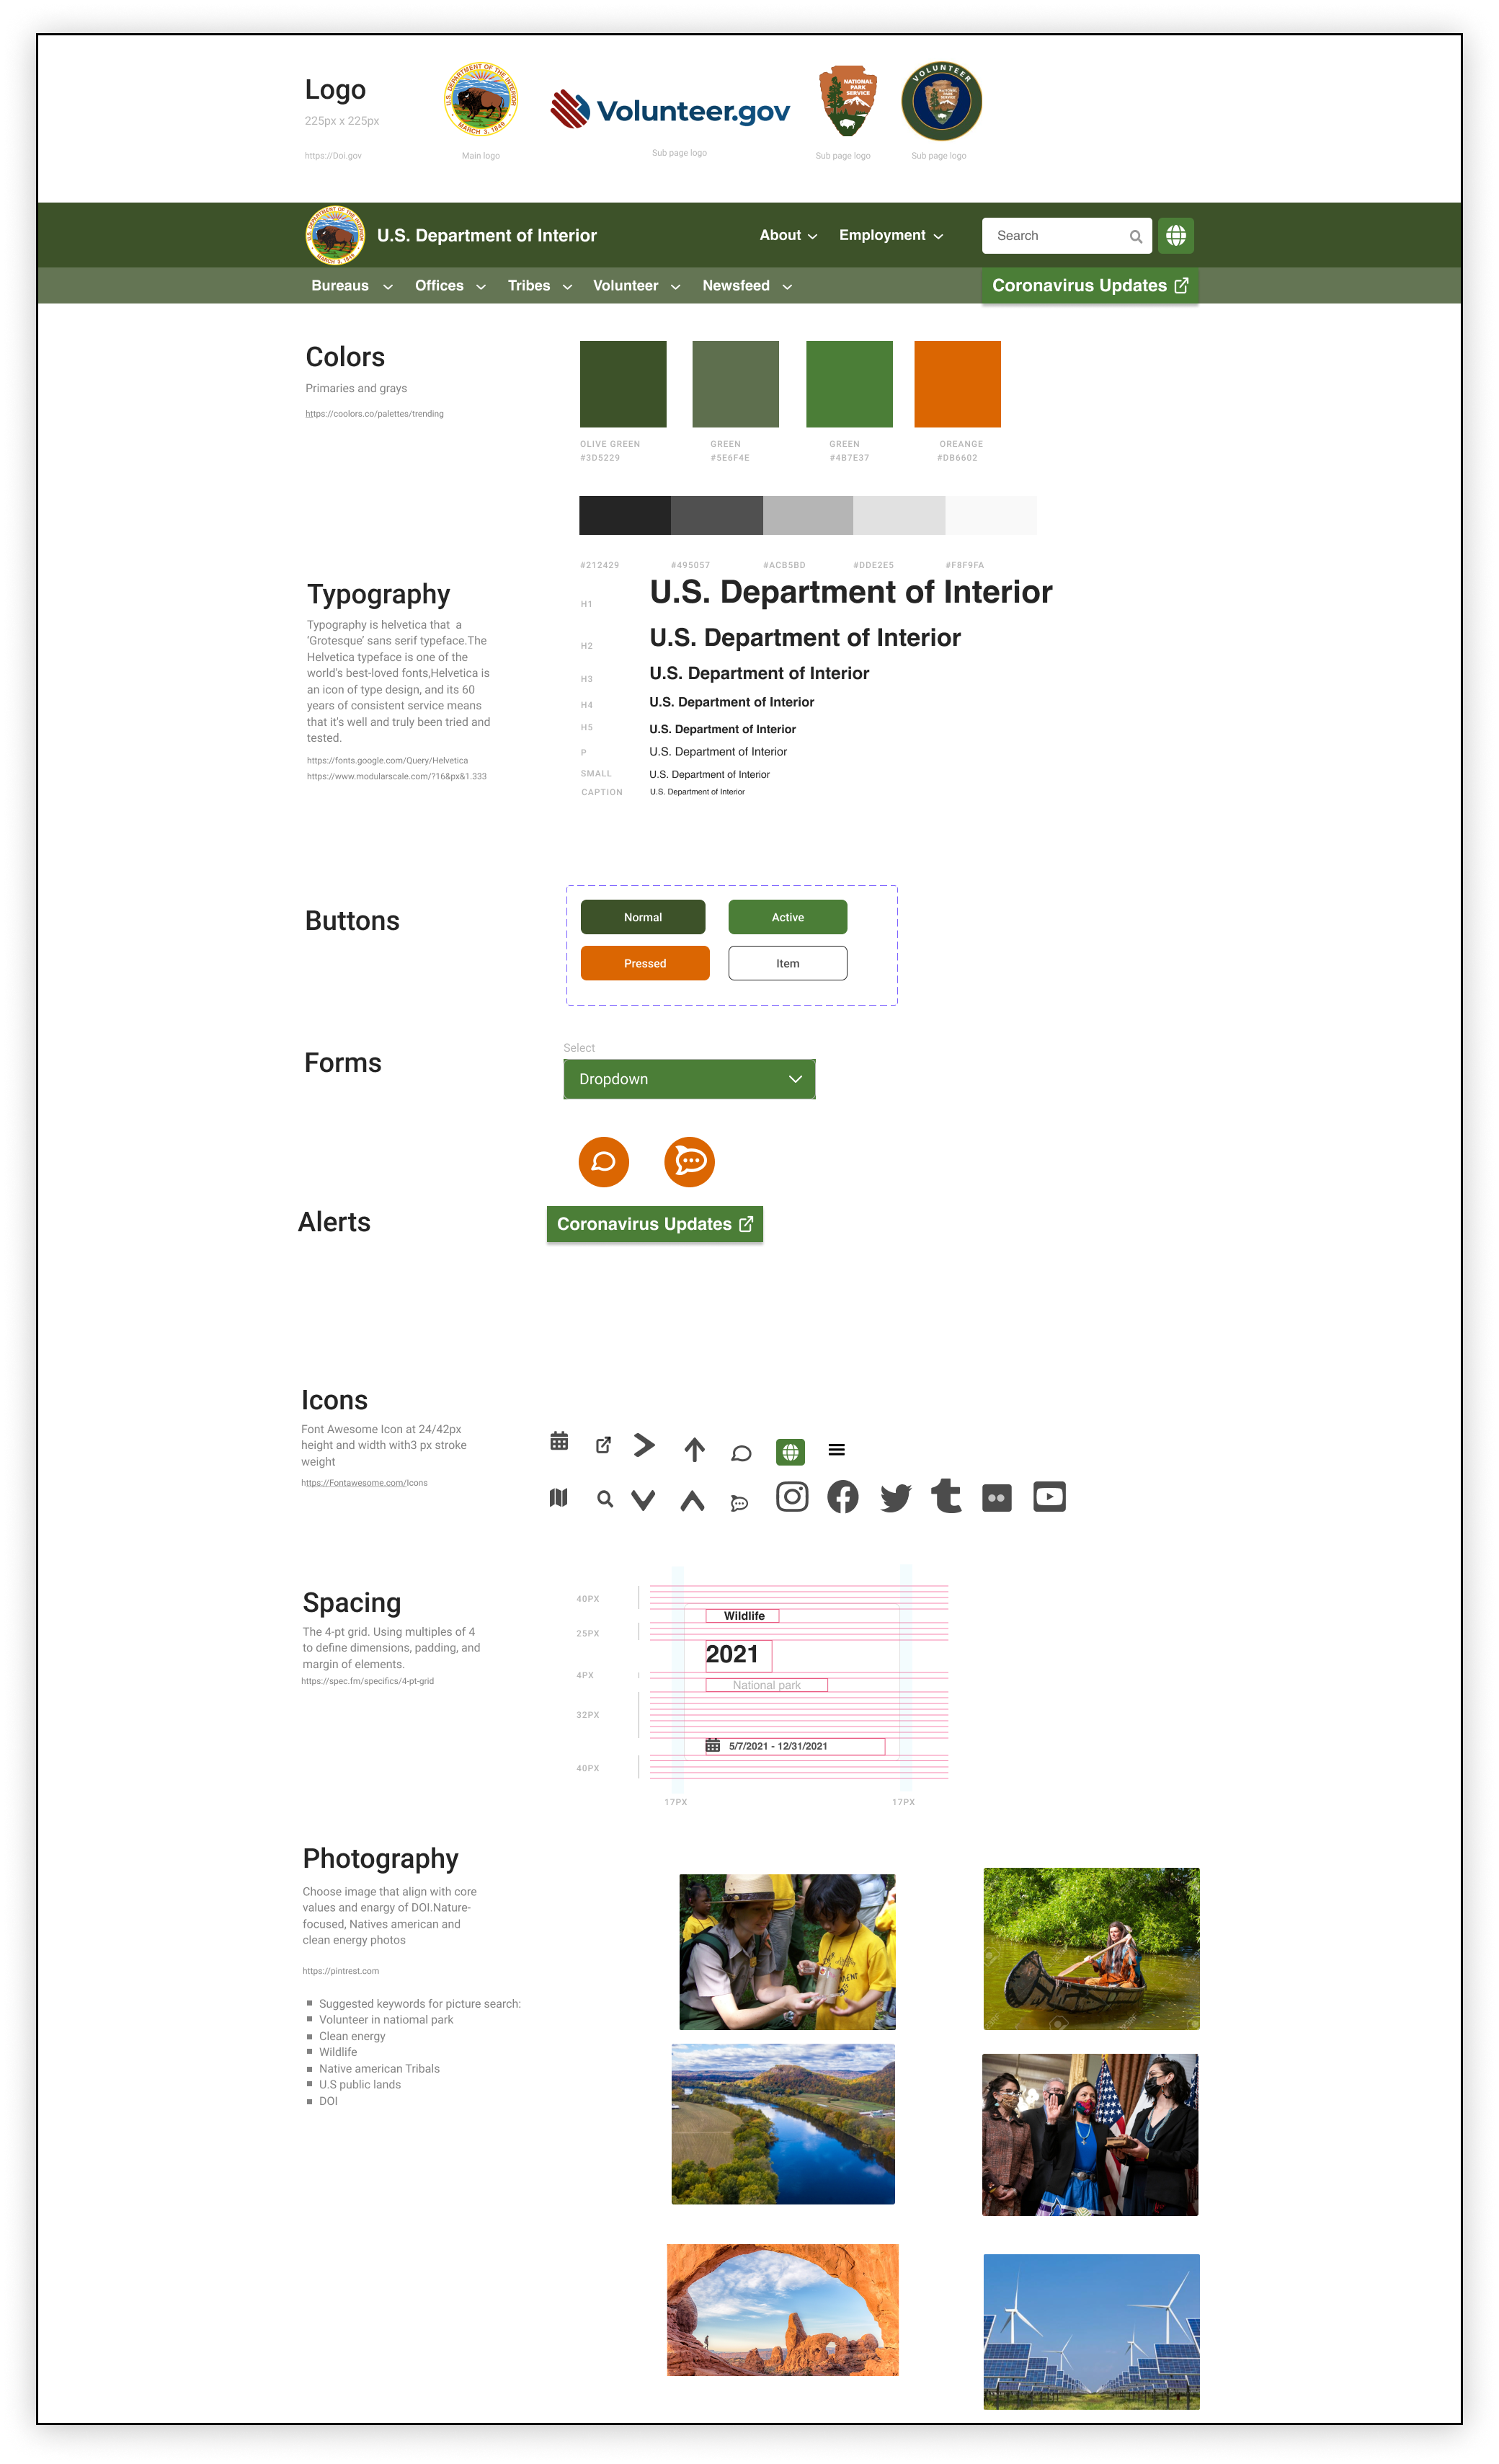 Logo
225px x 225px
https://Doi.gov
U.S. DEPARTMENT OF THE INTERIOR
MARCH 3, 1849
Main logo
Volunteer.gov
Sub page logo
NATIONAL
PARK
SERVICE
Sub page logo
VOLUNTEER
Sub page logo
U.S. Department of Interior
About
Employment
Search
Bureaus
Offices
Tribes
Volunteer
Newsfeed
Coronavirus Updates
Colors
Primaries and grays
https://coolors.co/palettes/trending
OLIVE GREEN
#3D5229
GREEN
#5E6F4E
GREEN
#4B7E37
OREANGE
#DB6602
#212429
#495057
#ACB5BD
#DDE2E5
#F8F9FA
Typography
Typography is helvetica that a
'Grotesque' sans serif typeface.The
Helvetica typeface is one of the
world's best-loved fonts,Helvetica is
an icon of type design, and its 60
years of consistent service means
that it's well and truly been tried and
tested.
https://fonts.google.com/Query/Helvetica
https://www.modularscale.com/?16&px&1.333
H1
U.S. Department of Interior
H2
U.S. Department of Interior
H3
U.S. Department of Interior
H4
U.S. Department of Interior
H5
U.S. Department of Interior
P
U.S. Department of Interior
SMALL
U.S. Department of Interior
CAPTION
U.S. Department of Interior
Buttons
Normal
Active
Pressed
Item
Forms
Select
Dropdown
Alerts
Coronavirus Updates
Icons
Font Awesome Icon at 24/42px
height and width with3 px stroke
weight
https://Fontawesome.com/Icons
Spacing
The 4-pt grid. Using multiples of 4
to define dimensions, padding, and
margin of elements.
https://spec.fm/specifics/4-pt-grid
40PX
25PX
4PX
32PX
40PX
Wildlife
2021
National park
5/7/2021 - 12/31/2021
17PX
17PX
Photography
Choose image that align with core
values and enargy of DOI.Nature-
focused, Natives american and
clean energy photos
https://pintrest.com
Suggested keywords for picture search:
Volunteer in natiomal park
Clean energy
Wildlife
Native american Tribals
U.S public lands
DOI